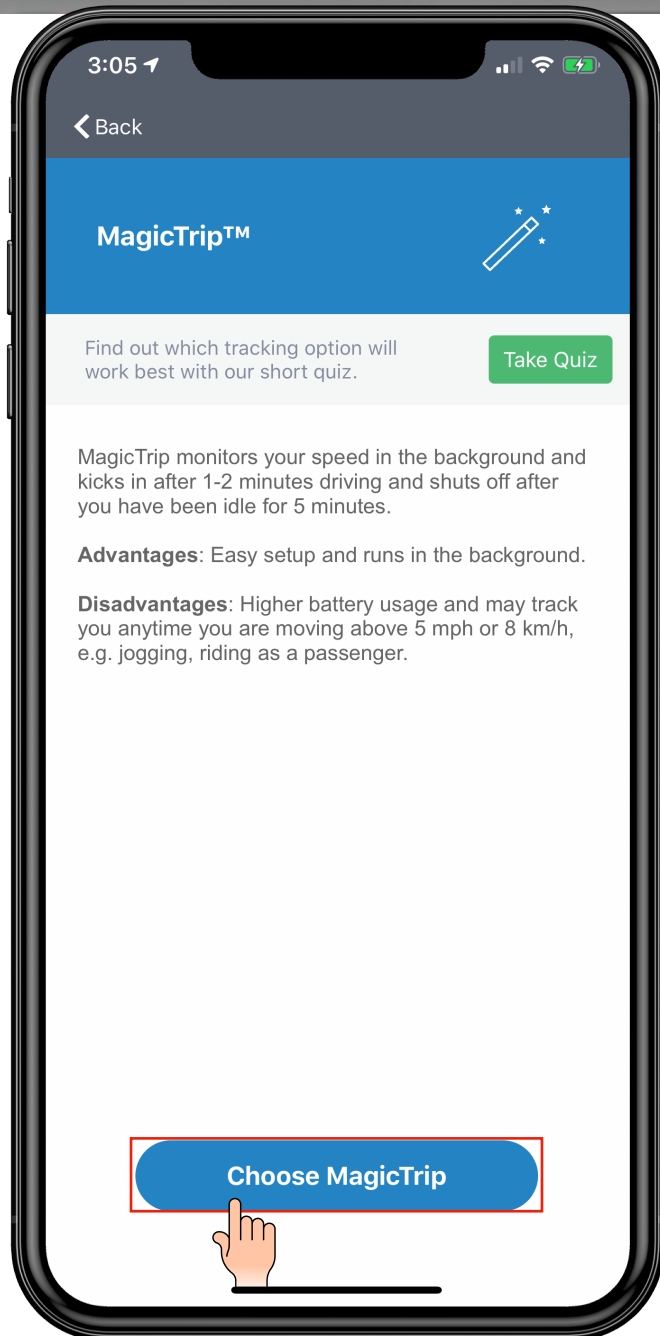 3:05
Back
MagicTrip™
Find out which tracking option will
work best with our short quiz.
Take Quiz
MagicTrip monitors your speed in the background and
kicks in after 1-2 minutes driving and shuts off after
you have been idle for 5 minutes.
Advantages: Easy setup and runs in the background.
Disadvantages: Higher battery usage and may track
you anytime you are moving above 5 mph or 8 km/h,
e.g. jogging, riding as a passenger.
Choose MagicTrip